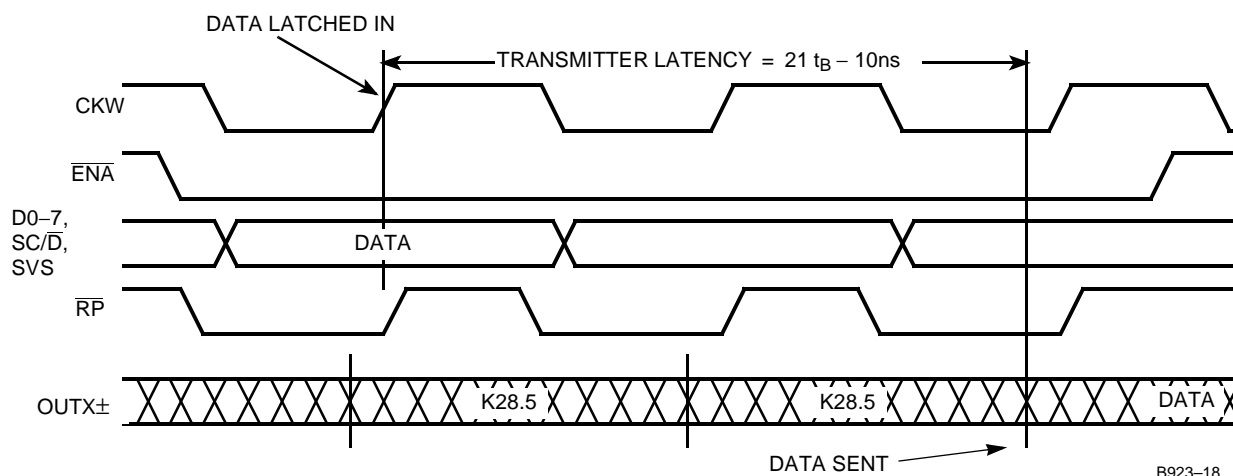 DATA LATCHED IN
TRANSMITTER LATENCY = 21 tB – 10ns
CKW
ENA
D0–7,
SC/D,
SVS
DATA
RP
OUTX±
K28.5
K28.5
DATA
DATA SENT
B923–18